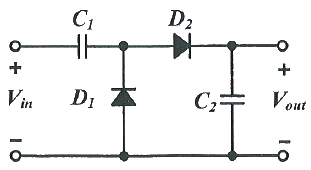 C1 D2
+ +
Vin D1 C2 Vout
− −